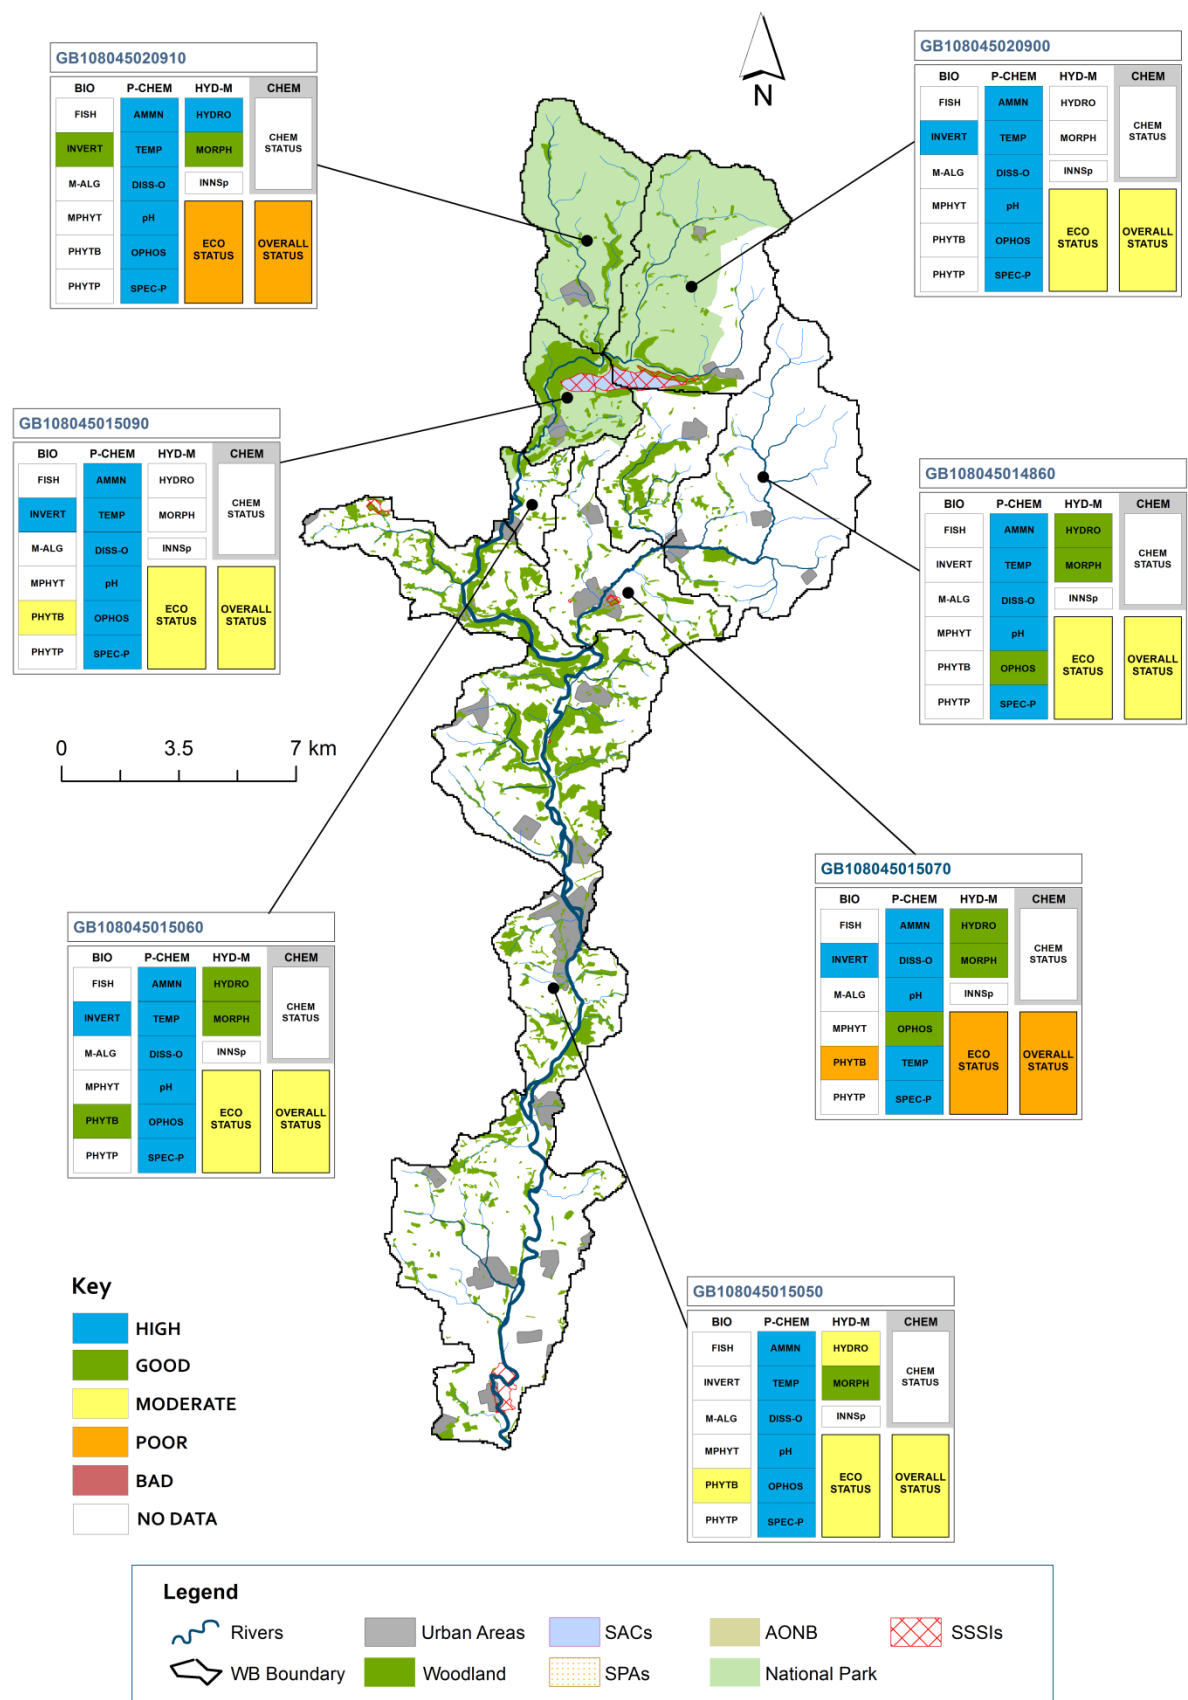 GB108045020910
BIO P-CHEM HYD-M CHEM
FISH AMMN HYDRO CHEM STATUS
INVERT TEMP MORPH
M-ALG DISS-O INNSp
MPHYT pH ECO STATUS OVERALL STATUS
PHYTB OPHOS
PHYTP SPEC-P
N
GB108045020900
BIO P-CHEM HYD-M CHEM
FISH AMMN HYDRO CHEM STATUS
INVERT TEMP MORPH
M-ALG DISS-O INNSp
MPHYT pH ECO STATUS OVERALL STATUS
PHYTB OPHOS
PHYTP SPEC-P
GB108045015090
BIO P-CHEM HYD-M CHEM
FISH AMMN HYDRO CHEM STATUS
INVERT TEMP MORPH
M-ALG DISS-O INNSp
MPHYT pH ECO STATUS OVERALL STATUS
PHYTB OPHOS
PHYTP SPEC-P
GB108045014860
BIO P-CHEM HYD-M CHEM
FISH AMMN HYDRO CHEM STATUS
INVERT TEMP MORPH
M-ALG DISS-O INNSp
MPHYT pH ECO STATUS OVERALL STATUS
PHYTB OPHOS
PHYTP SPEC-P
0 3.5 7 km
GB108045015070
BIO P-CHEM HYD-M CHEM
FISH AMMN HYDRO CHEM STATUS
INVERT DISS-O MORPH
M-ALG pH INNSp
MPHYT OPHOS ECO STATUS OVERALL STATUS
PHYTB TEMP
PHYTP SPEC-P
GB108045015060
BIO P-CHEM HYD-M CHEM
FISH AMMN HYDRO CHEM STATUS
INVERT TEMP MORPH
M-ALG DISS-O INNSp
MPHYT pH ECO STATUS OVERALL STATUS
PHYTB OPHOS
PHYTP SPEC-P
GB108045015050
BIO P-CHEM HYD-M CHEM
FISH AMMN HYDRO CHEM STATUS
INVERT TEMP MORPH
M-ALG DISS-O INNSp
MPHYT pH ECO STATUS OVERALL STATUS
PHYTB OPHOS
PHYTP SPEC-P
Key
HIGH
GOOD
MODERATE
POOR
BAD
NO DATA
Legend
Rivers Urban Areas SACs AONB SSSIs
WB Boundary Woodland SPAs National Park